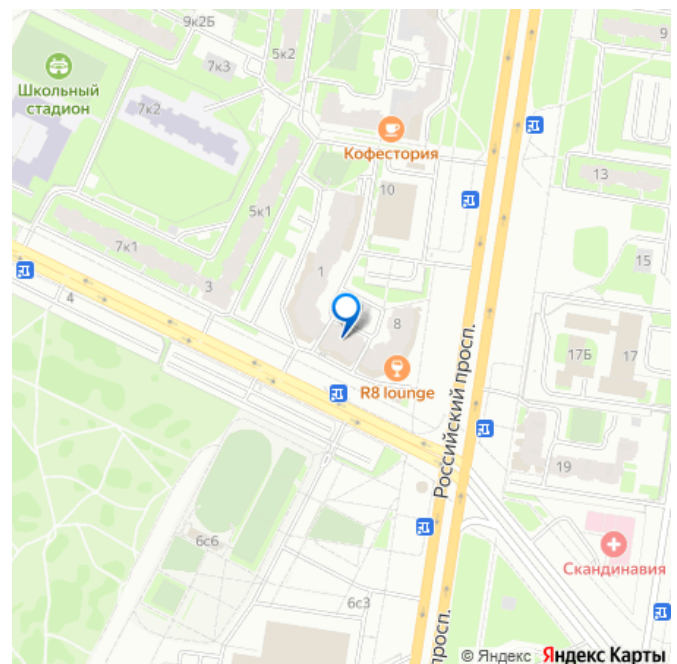 9к2Б
5к2
9
7к3
Школьный
стадион
7к2
Кофестория
13
10
5к1
7к1
1
15
3
4
8
17Б
17
R8 lounge
Российский просп.
19
6с6
Скандинавия
6с3
просп.
© Яндекс Яндекс Карты